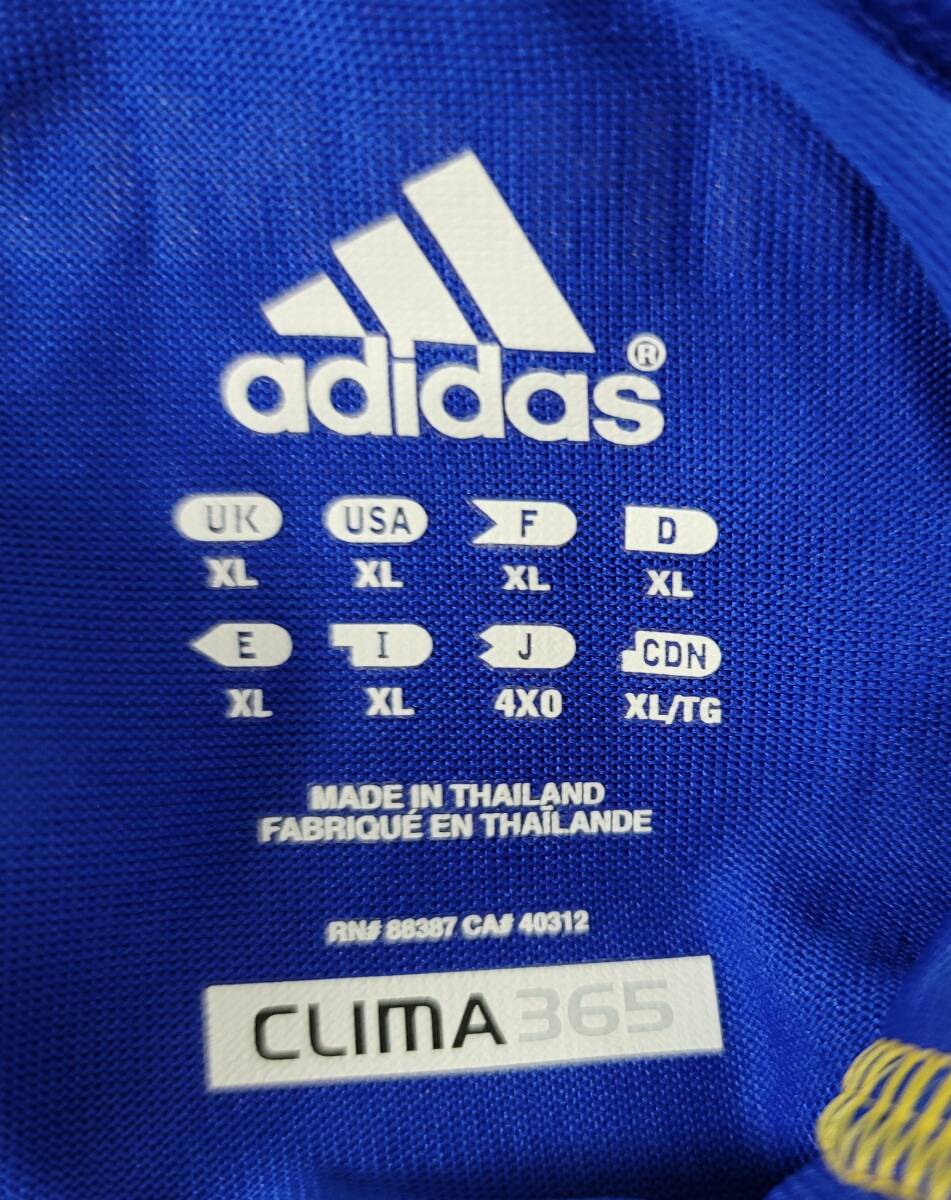 adidas®
UK USA F D
XL XL XL XL
E I J CDN
XL XL 4XO XL/TG
MADE IN THAILAND
FABRIQUÉ EN THAÏLANDE
RN# 88387 CA# 40312
CLIMA365